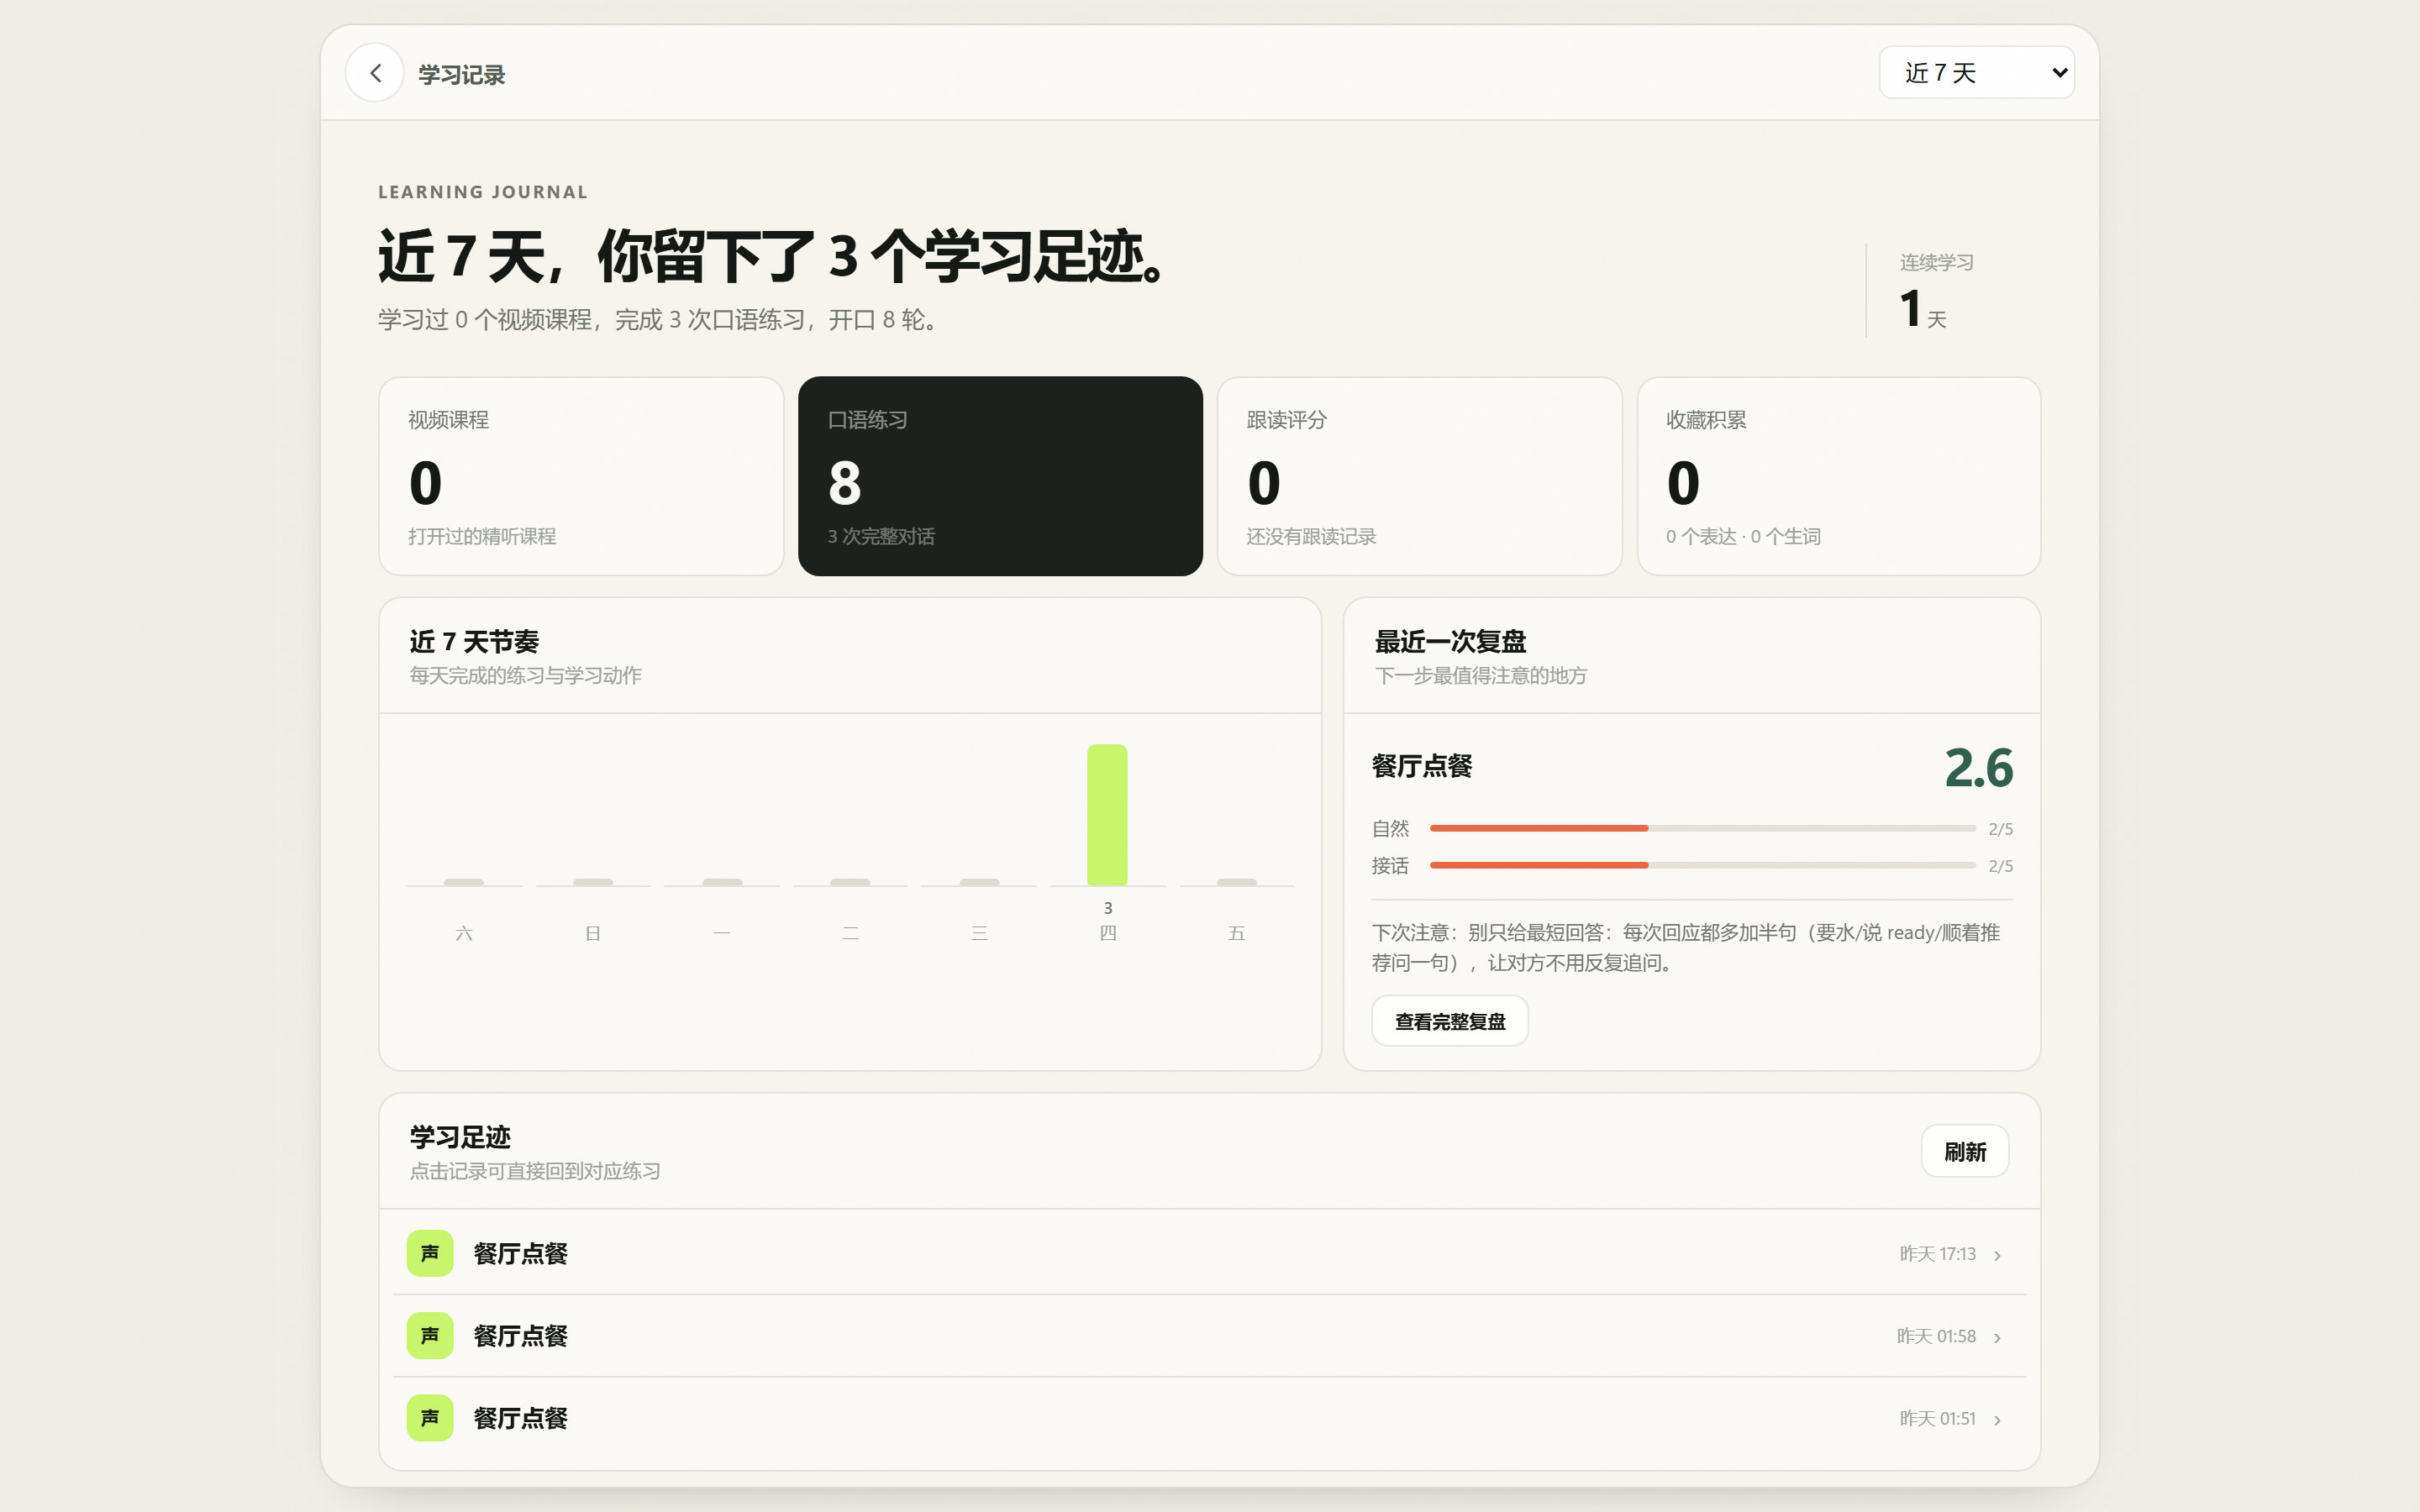 学习记录
近 7 天
LEARNING JOURNAL
近 7 天，你留下了 3 个学习足迹。
学习过 0 个视频课程，完成 3 次口语练习，开口 8 轮。
连续学习
1 天
视频课程
0
打开过的精听课程
口语练习
8
3 次完整对话
跟读评分
0
还没有跟读记录
收藏积累
0
0 个表达 · 0 个生词
近 7 天节奏
每天完成的练习与学习动作
3
六 日 一 二 三 四 五
最近一次复盘
下一步最值得注意的地方
餐厅点餐 2.6
自然 2/5
接话 2/5
下次注意：别只给最短回答：每次回应都多加半句（要水/说 ready/顺着推
荐问一句），让对方不用反复追问。
查看完整复盘
学习足迹
点击记录可直接回到对应练习
刷新
声 餐厅点餐 昨天 17:13 ›
声 餐厅点餐 昨天 01:58 ›
声 餐厅点餐 昨天 01:51 ›